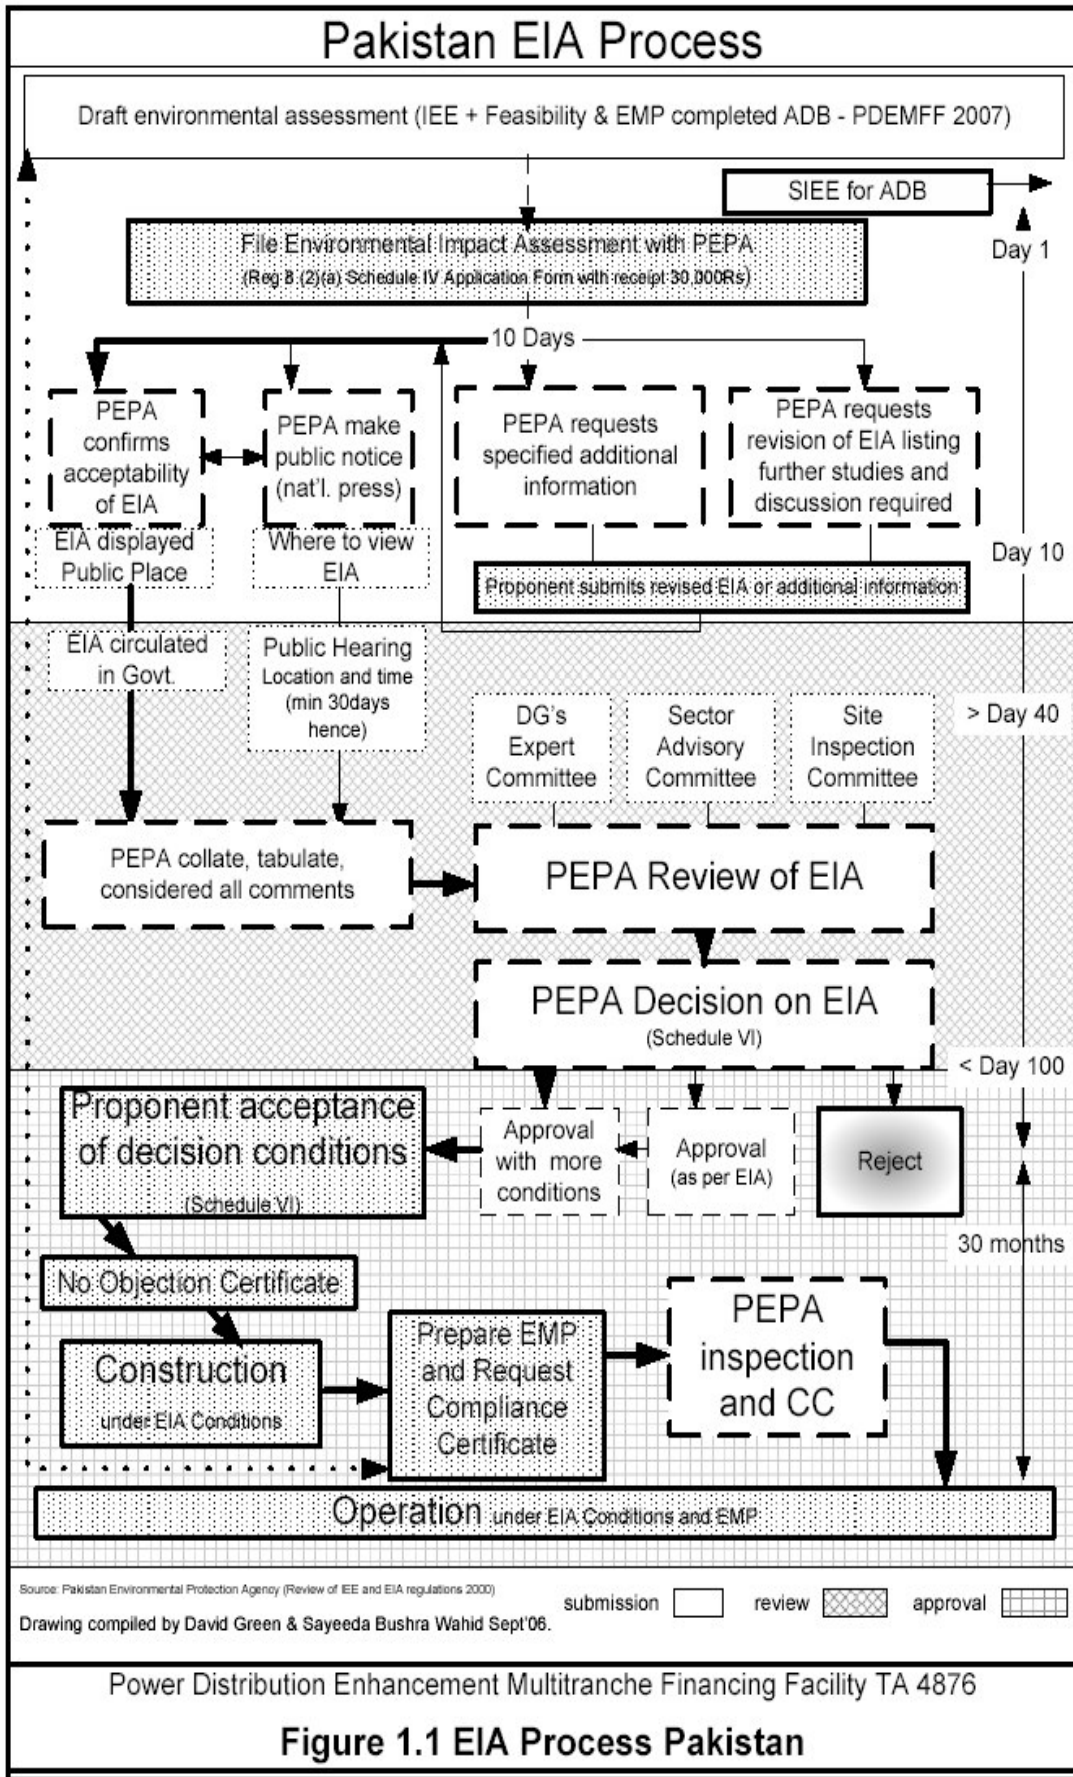 Pakistan EIA Process
Draft environmental assessment (IEE + Feasibility & EMP completed ADB - PDEMFF 2007)
SIEE for ADB
File Environmental Impact Assessment with PEPA
(Reg 8 (2)(a) Schedule IV Application Form with receipt 30,000Rs)
Day 1
10 Days
PEPA
confirms
acceptability
of EIA
PEPA make
public notice
(nat'l. press)
PEPA requests
specified additional
information
PEPA requests
revision of EIA listing
further studies and
discussion required
EIA displayed
Public Place
Where to view
EIA
Day 10
Proponent submits revised EIA or additional information
EIA circulated
in Govt.
Public Hearing
Location and time
(min 30days
hence)
DG's
Expert
Committee
Sector
Advisory
Committee
Site
Inspection
Committee
> Day 40
PEPA collate, tabulate,
considered all comments
PEPA Review of EIA
PEPA Decision on EIA
(Schedule VI)
< Day 100
Proponent acceptance
of decision conditions
(Schedule VI)
Approval
with more
conditions
Approval
(as per EIA)
Reject
30 months
No Objection Certificate
Construction
under EIA Conditions
Prepare EMP
and Request
Compliance
Certificate
PEPA
inspection
and CC
Operation under EIA Conditions and EMP
Source: Pakistan Environmental Protection Agency (Review of IEE and EIA regulations 2000)
Drawing compiled by David Green & Sayeeda Bushra Wahid Sept'06.
submission
review
approval
Power Distribution Enhancement Multitranche Financing Facility TA 4876
Figure 1.1 EIA Process Pakistan